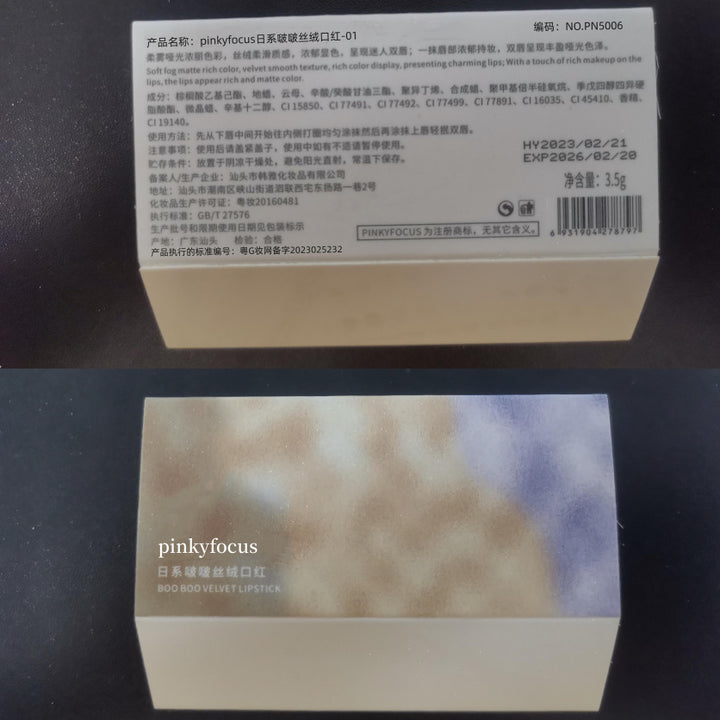 产品名称：pinkyfocus日系啵啵丝绒口红-01
编码：NO.PN5006
柔雾哑光浓丽色彩，丝绒柔滑质感，浓郁显色，呈现迷人双唇；一抹唇部浓郁持妆，双唇呈现丰盈哑光色泽。
Soft fog matte rich color, velvet smooth texture, rich color display, presenting charming lips; With a touch of rich makeup on the
lips, the lips appear rich and matte color.
成分：棕榈酸乙基己酯、地蜡、云母、辛酸/癸酸甘油三酯、聚异丁烯、合成蜡、聚甲基倍半硅氧烷、季戊四醇四异硬
脂酸酯、微晶蜡、辛基十二醇、CI 15850、CI 77491、CI 77492、CI 77499、CI 77891、CI 16035、CI 45410、香精、
CI 19140。
使用方法：先从下唇中间开始往内侧打圈均匀涂抹然后再涂抹上唇轻抿双唇。
注意事项：使用后请盖紧盖子，使用中如有不适请暂停使用。
贮存条件：放置于阴凉干燥处，避免阳光直射，常温下保存。
HY2023/02/21
EXP2026/02/20
备案人/生产企业：汕头市韩雅化妆品有限公司
地址：汕头市潮南区峡山街道泗联西宅东扬路一巷2号
化妆品生产许可证：粤妆20160481
执行标准：GB/T 27576
生产批号和限期使用日期见包装标示
产地：广东汕头 检验：合格
产品执行的标准编号：粤G妆网备字2023025232
净含量：3.5g
PINKYFOCUS 为注册商标，无其它含义。
6 931904 278797
pinkyfocus
日系啵啵丝绒口红
BOO BOO VELVET LIPSTICK